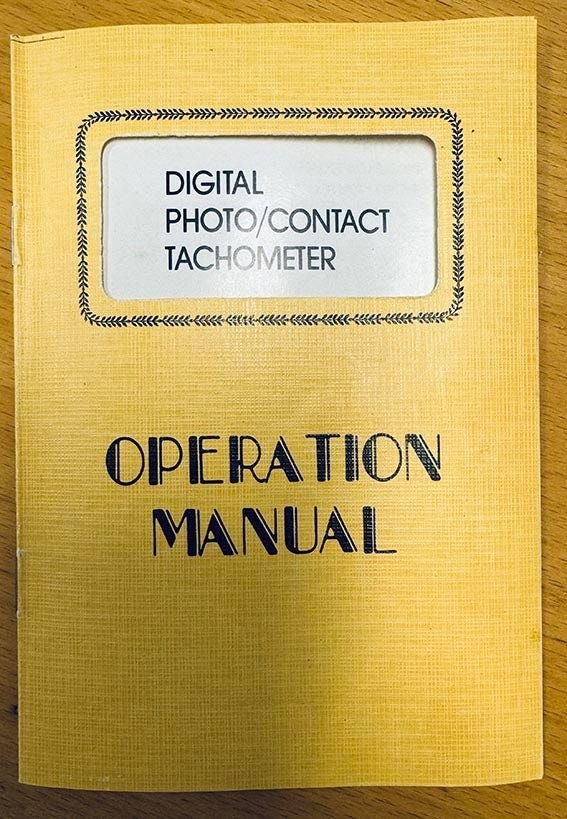 DIGITAL
PHOTO/CONTACT
TACHOMETER
OPERATION
MANUAL